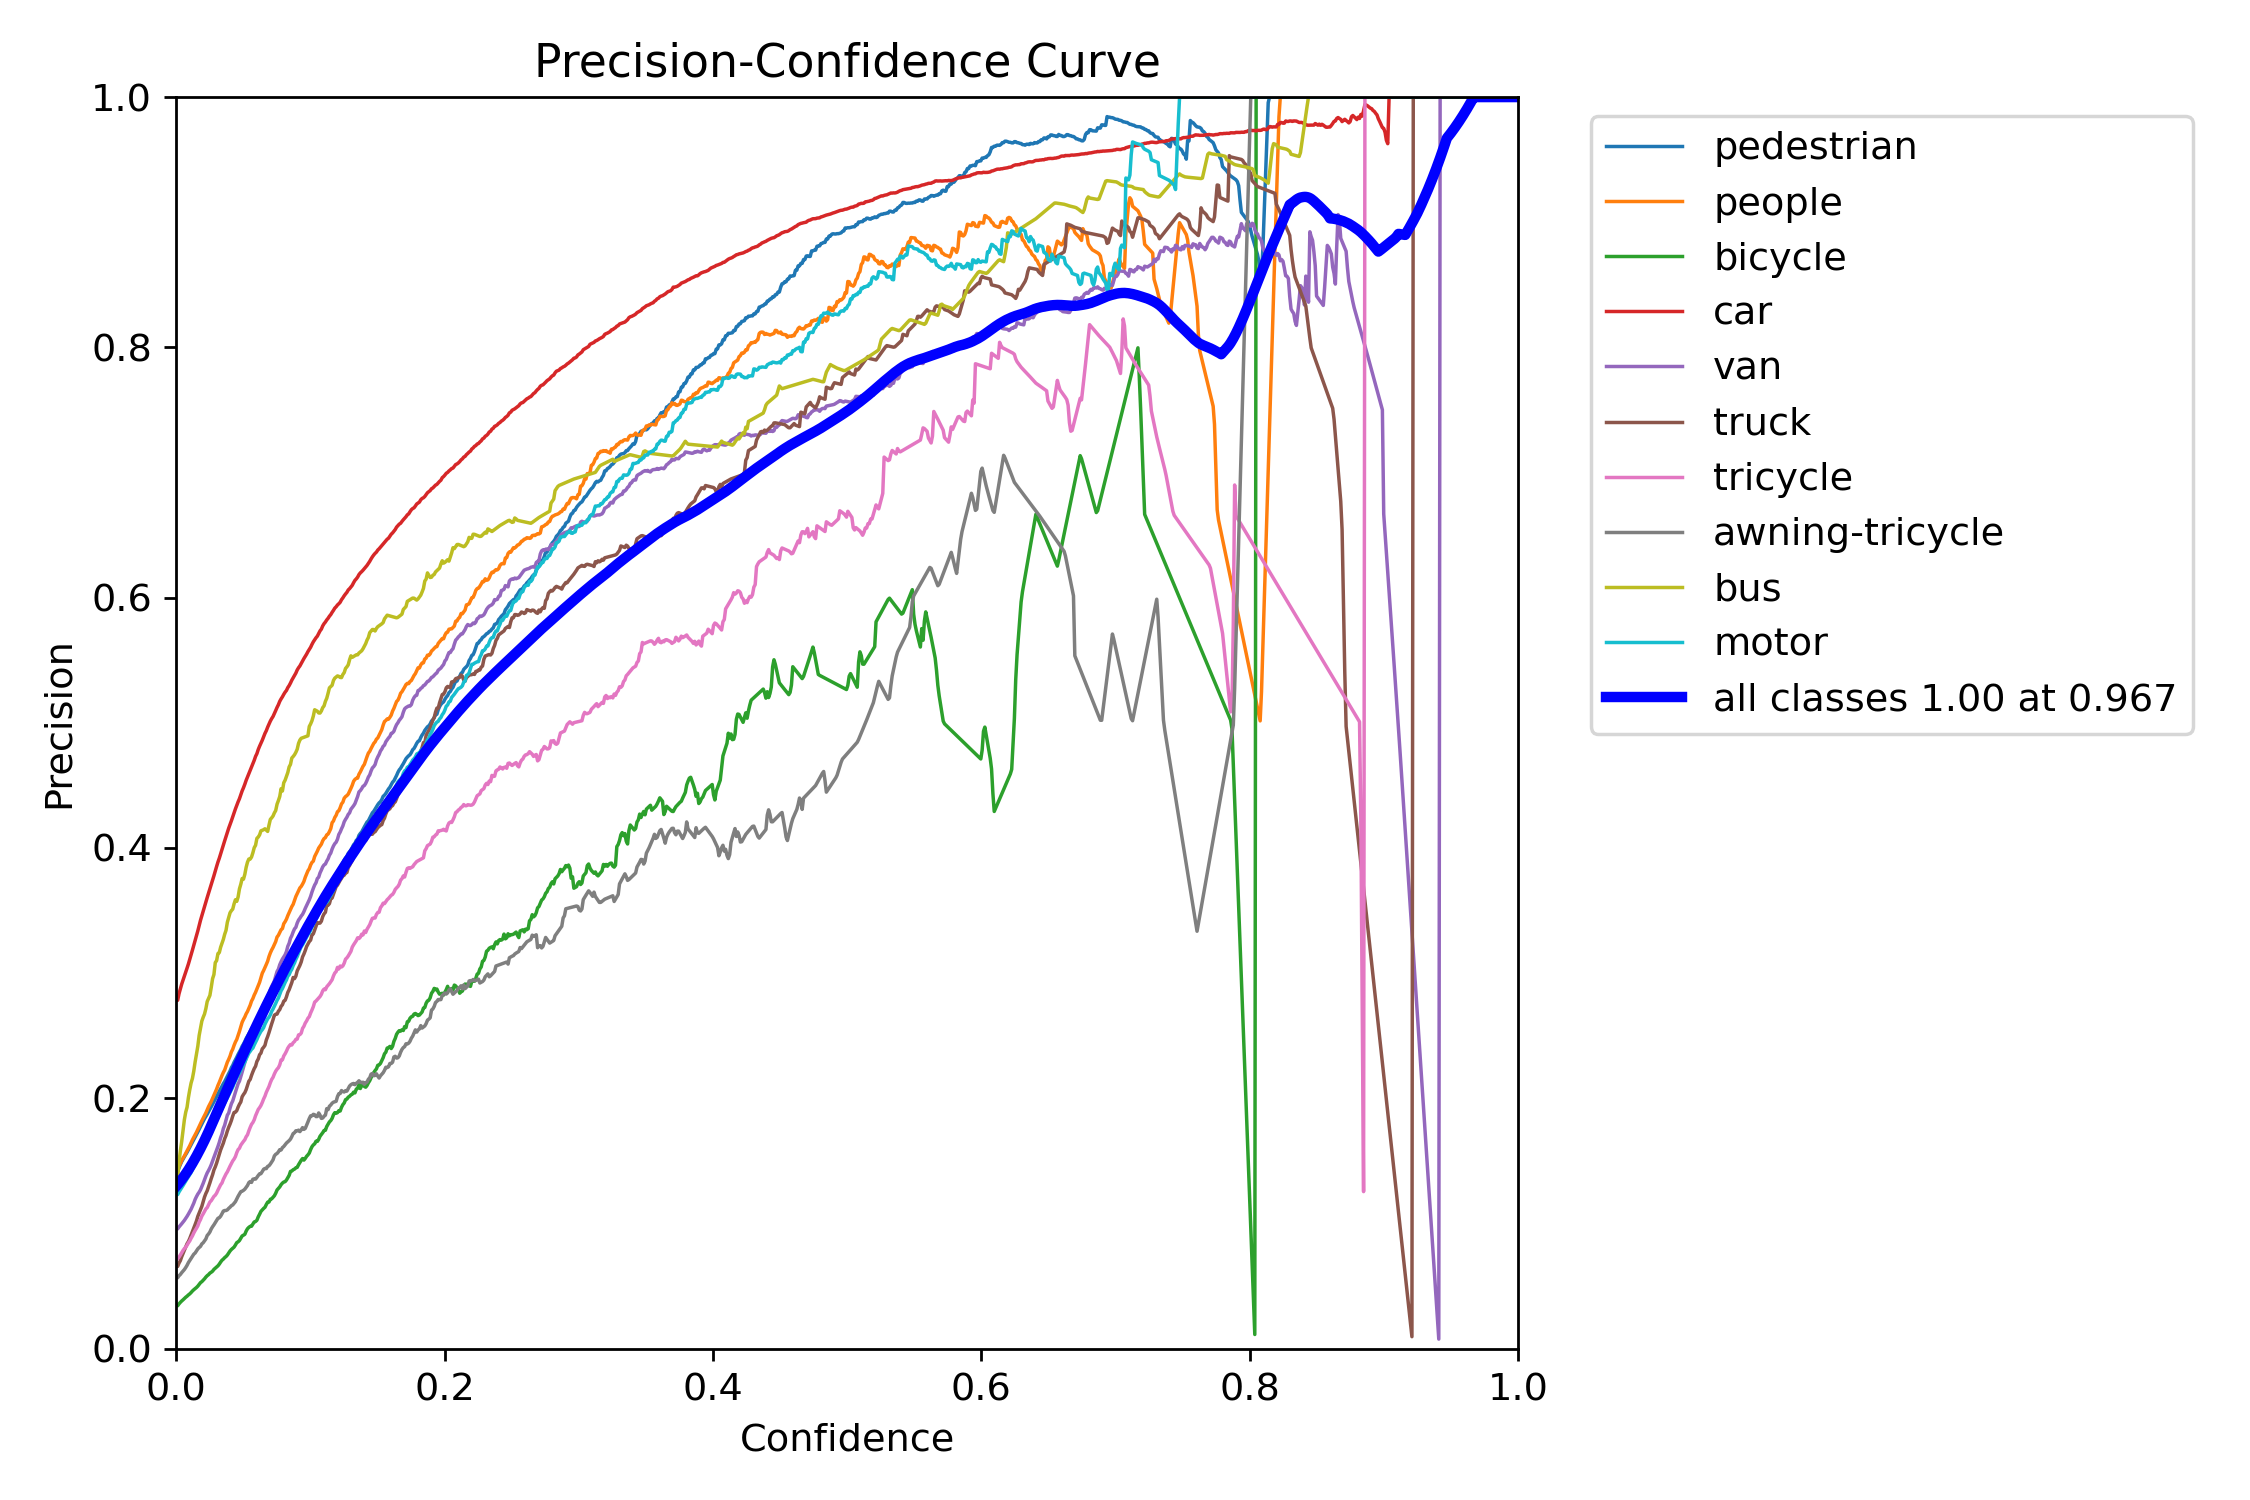 Precision-Confidence Curve
1.0
0.8
0.6
0.4
0.2
0.0
Precision
0.0 0.2 0.4 0.6 0.8 1.0
Confidence
pedestrian
people
bicycle
car
van
truck
tricycle
awning-tricycle
bus
motor
all classes 1.00 at 0.967